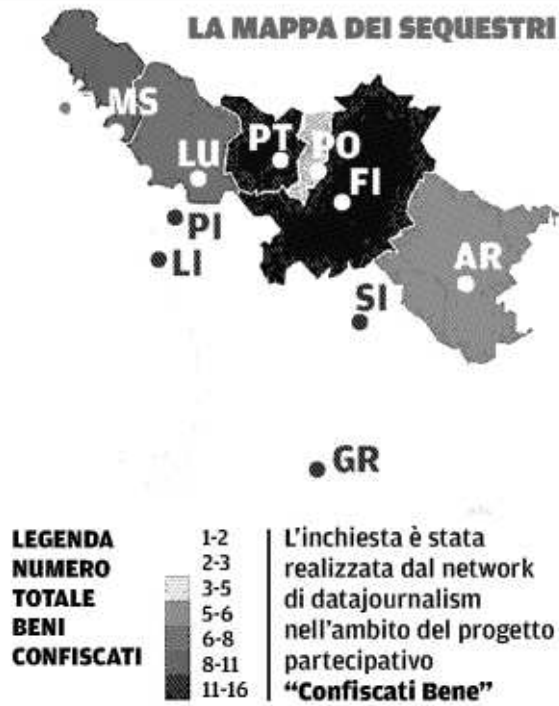 LA MAPPA DEI SEQUESTRI
MS
LU
PT
PO
FI
PI
LI
AR
SI
GR
LEGENDA
NUMERO
TOTALE
BENI
CONFISCATI
1-2
2-3
3-5
5-6
6-8
8-11
11-16
L'inchiesta è stata
realizzata dal network
di datajournalism
nell'ambito del progetto
partecipativo
“Confiscati Bene”